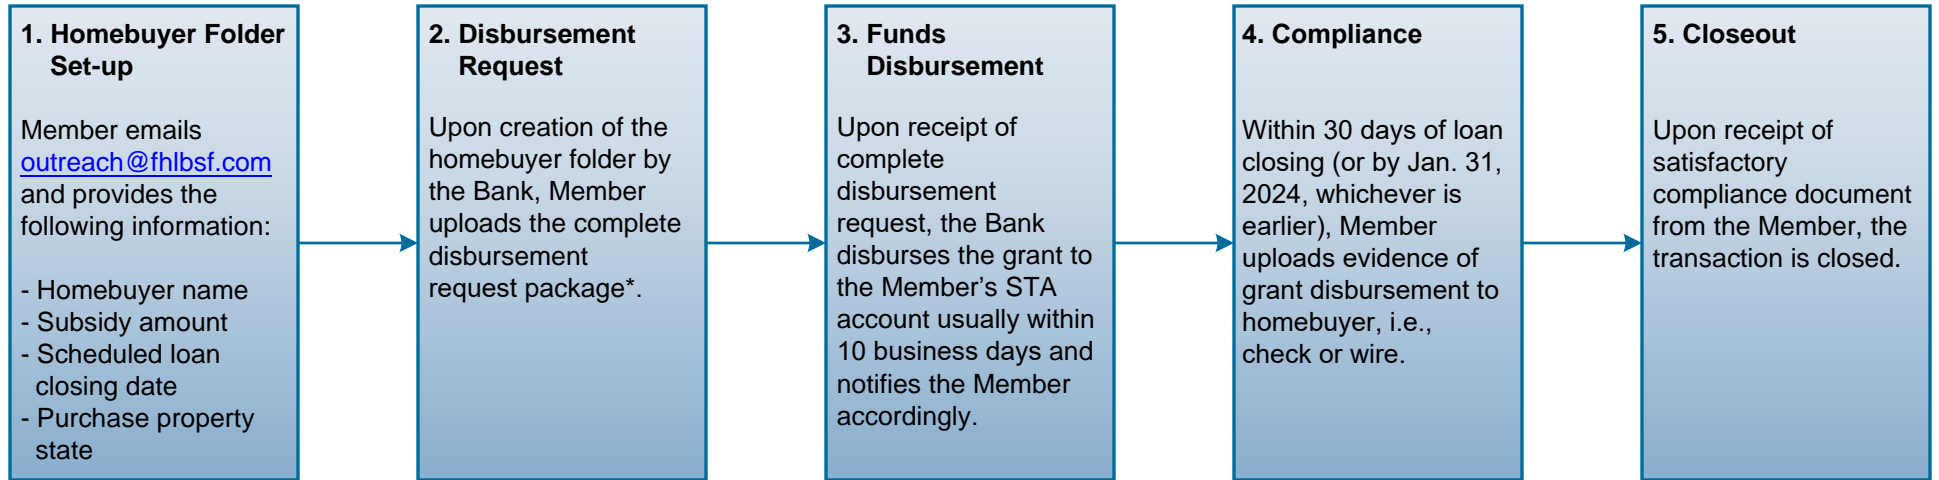 1. Homebuyer Folder
Set-up
Member emails
outreach@fhlbsf.com
and provides the
following information:
- Homebuyer name
- Subsidy amount
- Scheduled loan
closing date
- Purchase property
state
2. Disbursement
Request
Upon creation of the
homebuyer folder by
the Bank, Member
uploads the complete
disbursement
request package*.
3. Funds
Disbursement
Upon receipt of
complete
disbursement
request, the Bank
disburses the grant to
the Member’s STA
account usually within
10 business days and
notifies the Member
accordingly.
4. Compliance
Within 30 days of loan
closing (or by Jan. 31,
2024, whichever is
earlier), Member
uploads evidence of
grant disbursement to
homebuyer, i.e.,
check or wire.
5. Closeout
Upon receipt of
satisfactory
compliance document
from the Member, the
transaction is closed.